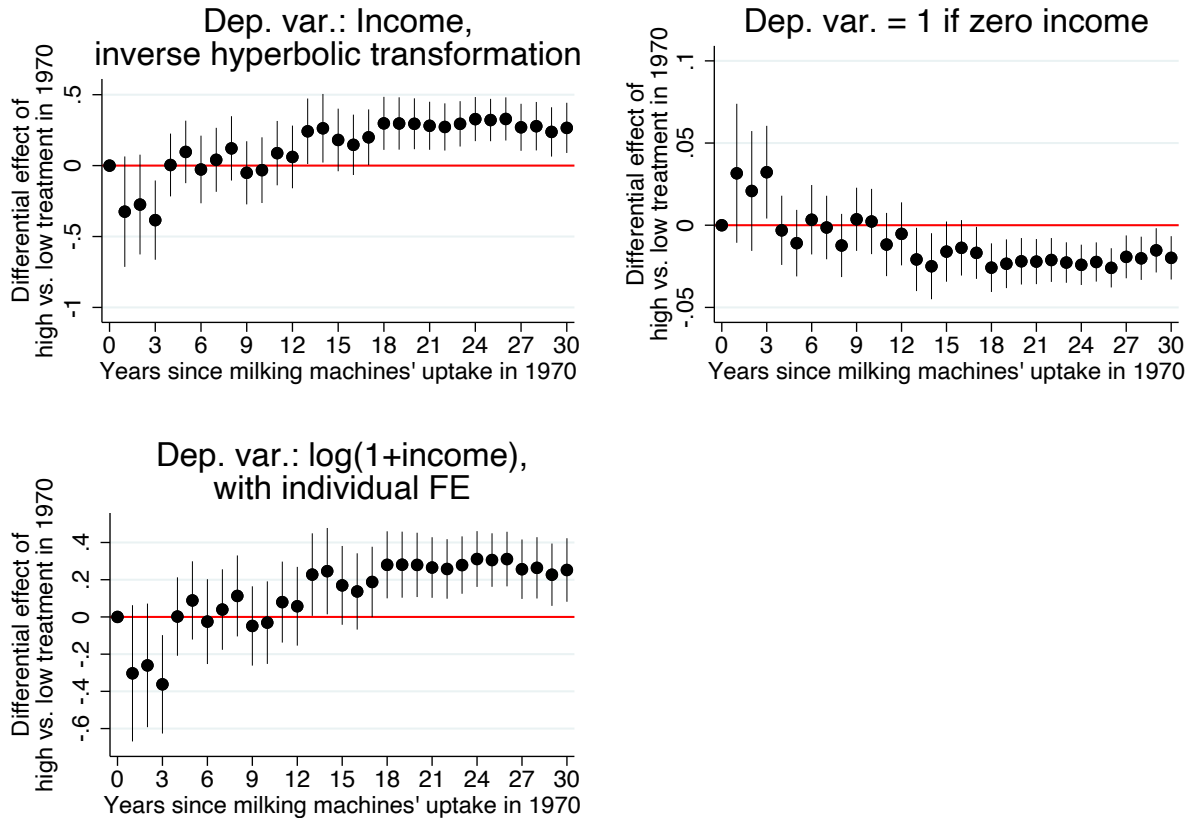 Dep. var.: Income,
inverse hyperbolic transformation
Differential effect of
high vs. low treatment in 1970
.5
0
-.5
-1
0 3 6 9 12 15 18 21 24 27 30
Years since milking machines' uptake in 1970
Dep. var. = 1 if zero income
Differential effect of
high vs. low treatment in 1970
.1
.05
0
-.05
0 3 6 9 12 15 18 21 24 27 30
Years since milking machines' uptake in 1970
Dep. var.: log(1+income),
with individual FE
Differential effect of
high vs. low treatment in 1970
.4
.2
0
-.2
-.4
-.6
0 3 6 9 12 15 18 21 24 27 30
Years since milking machines' uptake in 1970